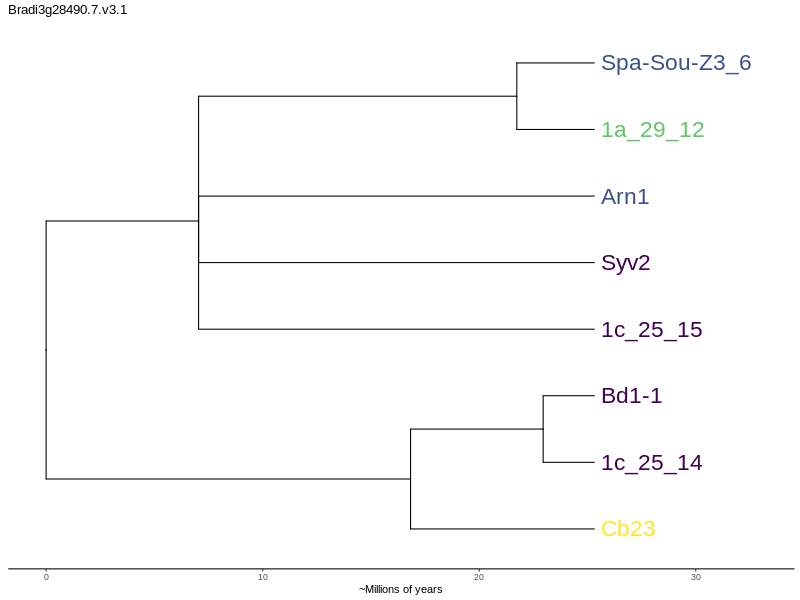 Bradi3g28490.7.v3.1
Spa-Sou-Z3_6
1a_29_12
Arn1
Syv2
1c_25_15
Bd1-1
1c_25_14
Cb23
0 10 20 30
~Millions of years